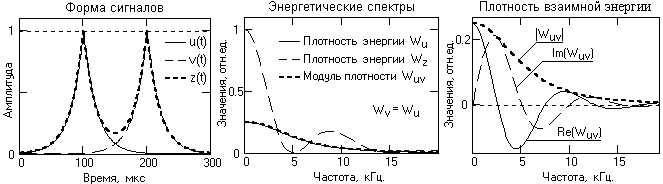 Форма сигналов
Амплитуда
1
0
u(t)
v(t)
z(t)
0
100
200
300
Время, мкс
Энергетические спектры
Значения, отн.ед.
1
0.5
0
Плотность энергии Wu
Плотность энергии Wz
Модуль плотности Wuv
Wv = Wu
0
5
10
15
Частота, кГц.
Плотность взаимной энергии
Значения, отн.ед.
0.2
0
|Wuv|
Im(Wuv)
Re(Wuv)
0
5
10
15
Частота, кГц.